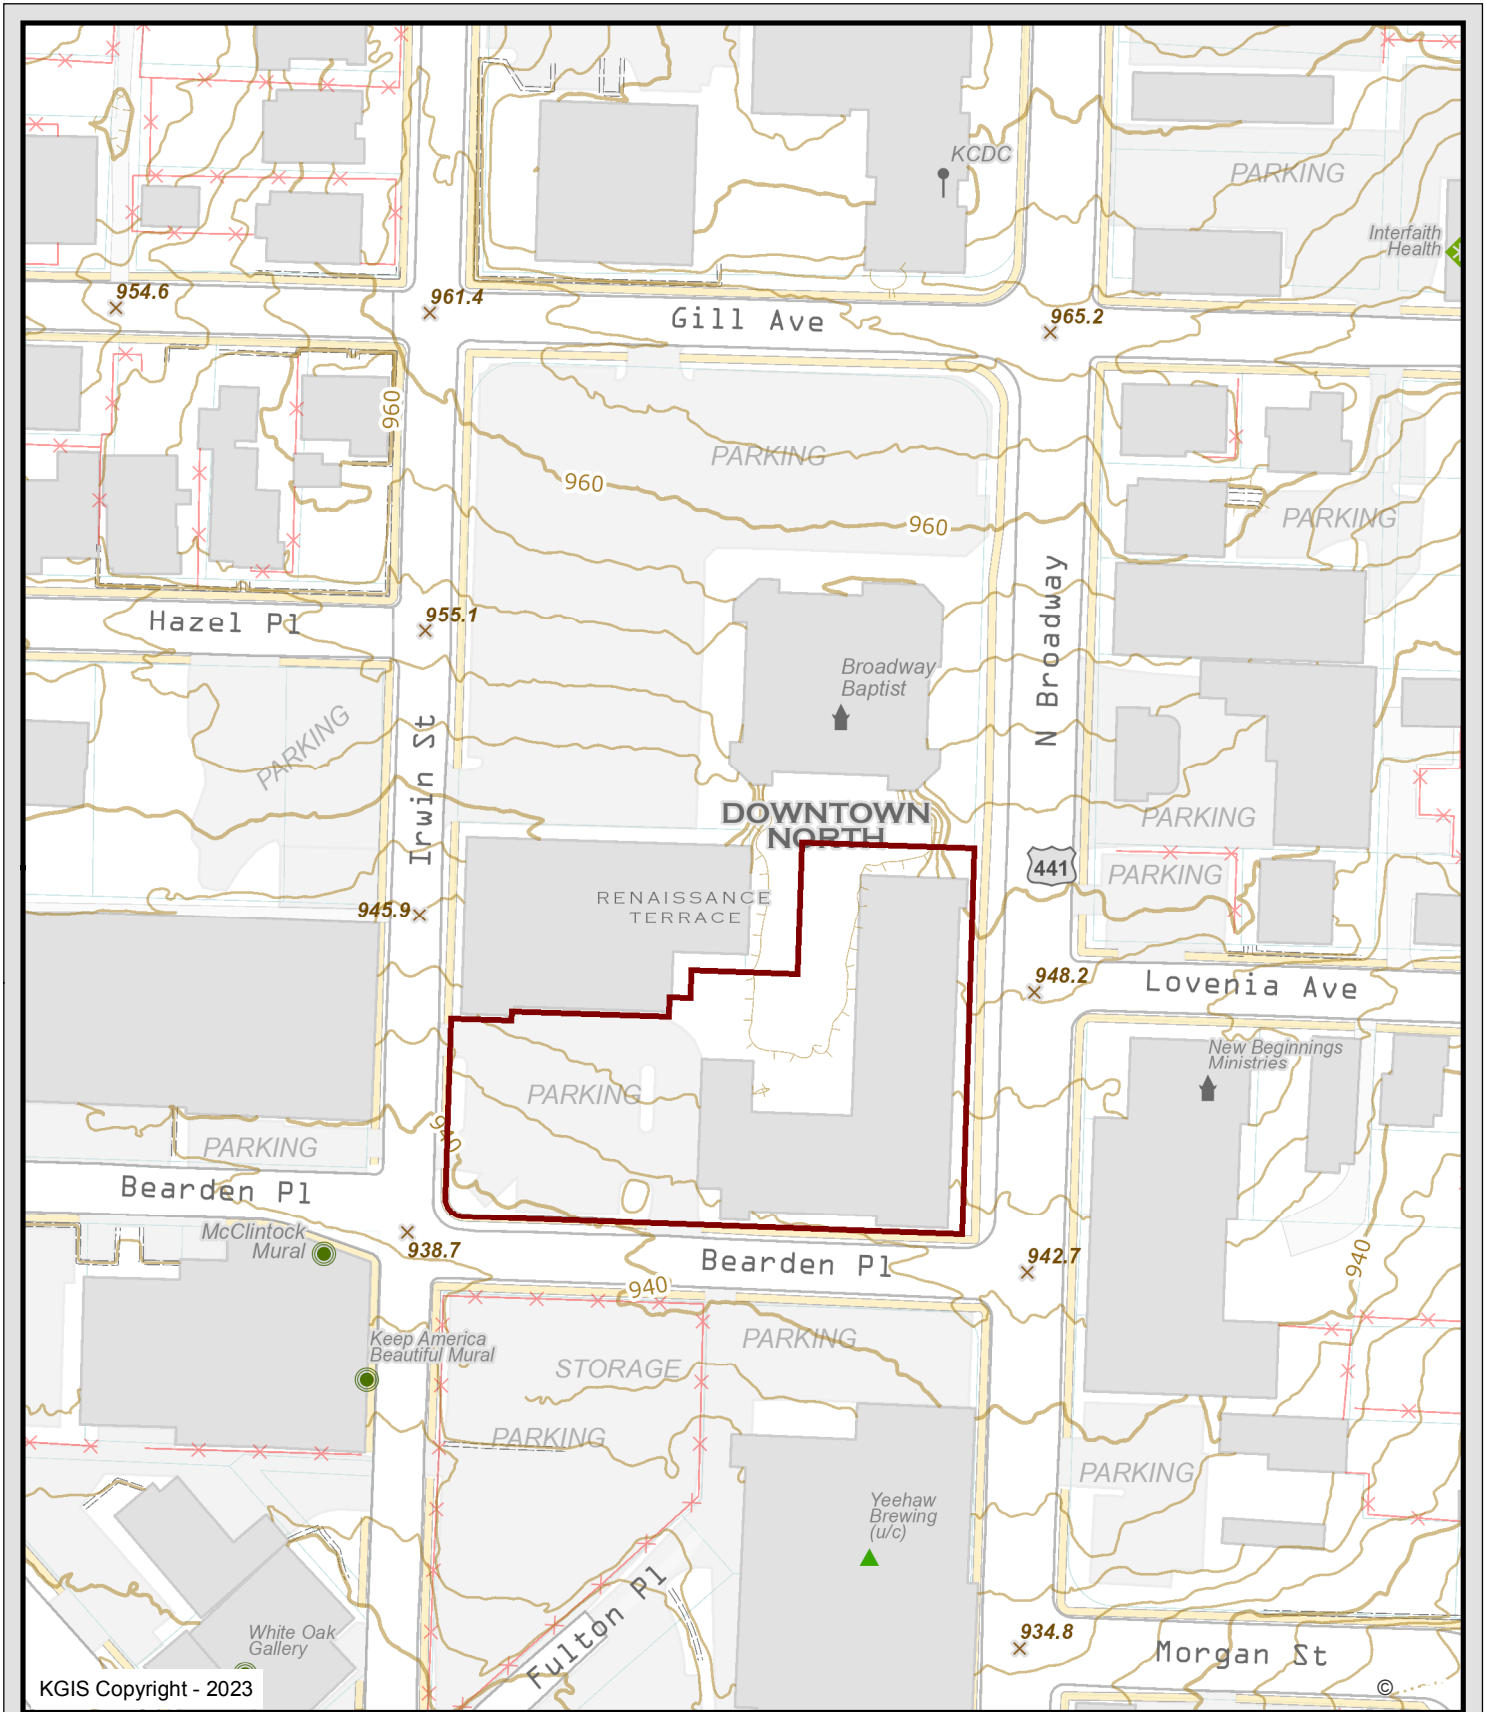 KCDC
PARKING
Interfaith
Health
954.6
961.4
Gill Ave
965.2
960
PARKING
960
960
PARKING
Hazel Pl
955.1
N Broadway
Broadway
Baptist
PARKING
Irwin St
DOWNTOWN
NORTH
PARKING
441
PARKING
RENAISSANCE
TERRACE
945.9
948.2
Lovenia Ave
New Beginnings
Ministries
PARKING
940
PARKING
Bearden Pl
McClintock
Mural
938.7
Bearden Pl
942.7
940
940
Keep America
Beautiful Mural
PARKING
STORAGE
PARKING
PARKING
Yeehaw
Brewing
(u/c)
Fulton Pl
White Oak
Gallery
934.8
Morgan St
KGIS Copyright - 2023
©